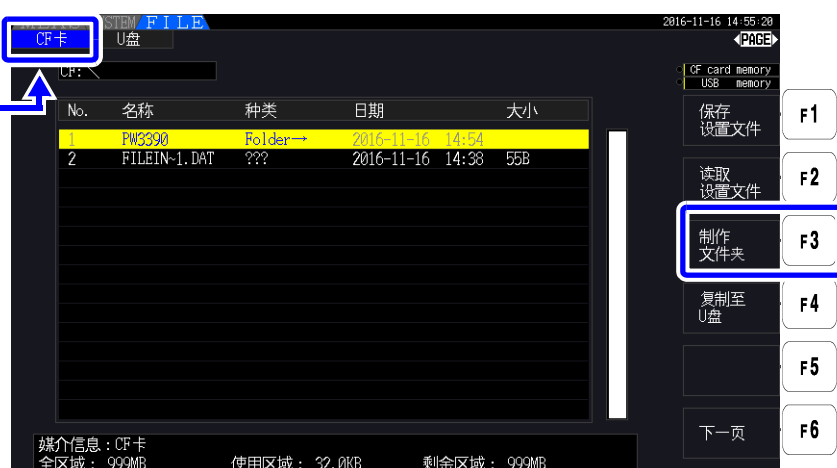 SYSTEM FILE 2016-11-16 14:55:20
CF卡 U盘 PAGE
CF:＼
CF card memory
USB memory
No. 名称 种类 日期 大小
1 PW3390 Folder→ 2016-11-16 14:54
2 FILEIN~1.DAT ??? 2016-11-16 14:38 55B
保存
设置文件
F1
读取
设置文件
F2
制作
文件夹
F3
复制至
U盘
F4
F5
下一页
F6
媒介信息：CF卡
全区域： 999MB 使用区域： 32.0KB 剩余区域： 999MB